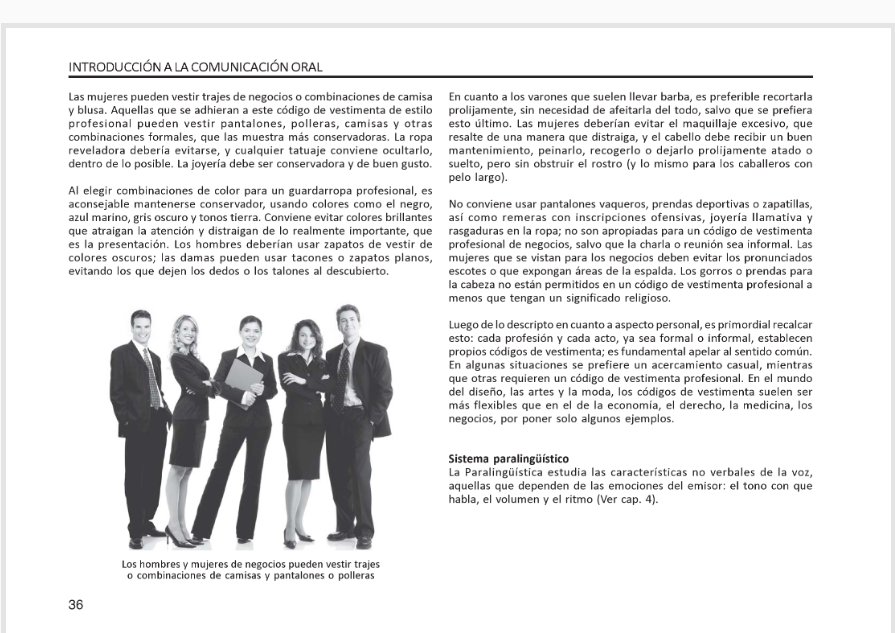 INTRODUCCIÓN A LA COMUNICACIÓN ORAL
Las mujeres pueden vestir trajes de negocios o combinaciones de camisa
y blusa. Aquellas que se adhieran a este código de vestimenta de estilo
profesional pueden vestir pantalones, polleras, camisas y otras
combinaciones formales, que las muestra más conservadoras. La ropa
reveladora debería evitarse, y cualquier tatuaje conviene ocultarlo,
dentro de lo posible. La joyería debe ser conservadora y de buen gusto.
Al elegir combinaciones de color para un guardarropa profesional, es
aconsejable mantenerse conservador, usando colores como el negro,
azul marino, gris oscuro y tonos tierra. Conviene evitar colores brillantes
que atraigan la atención y distraigan de lo realmente importante, que
es la presentación. Los hombres deberían usar zapatos de vestir de
colores oscuros; las damas pueden usar tacones o zapatos planos,
evitando los que dejen los dedos o los talones al descubierto.
Los hombres y mujeres de negocios pueden vestir trajes
o combinaciones de camisas y pantalones o polleras
En cuanto a los varones que suelen llevar barba, es preferible recortarla
prolijamente, sin necesidad de afeitarla del todo, salvo que se prefiera
esto último. Las mujeres deberían evitar el maquillaje excesivo, que
resalte de una manera que distraiga, y el cabello debe recibir un buen
mantenimiento, peinarlo, recogerlo o dejarlo prolijamente atado o
suelto, pero sin obstruir el rostro (y lo mismo para los caballeros con
pelo largo).
No conviene usar pantalones vaqueros, prendas deportivas o zapatillas,
así como remeras con inscripciones ofensivas, joyería llamativa y
rasgaduras en la ropa; no son apropiadas para un código de vestimenta
profesional de negocios, salvo que la charla o reunión sea informal. Las
mujeres que se vistan para los negocios deben evitar los pronunciados
escotes o que expongan áreas de la espalda. Los gorros o prendas para
la cabeza no están permitidos en un código de vestimenta profesional a
menos que tengan un significado religioso.
Luego de lo descripto en cuanto a aspecto personal, es primordial recalcar
esto: cada profesión y cada acto, ya sea formal o informal, establecen
propios códigos de vestimenta; es fundamental apelar al sentido común.
En algunas situaciones se prefiere un acercamiento casual, mientras
que otras requieren un código de vestimenta profesional. En el mundo
del diseño, las artes y la moda, los códigos de vestimenta suelen ser
más flexibles que en el de la economía, el derecho, la medicina, los
negocios, por poner solo algunos ejemplos.
Sistema paralingüístico
La Paralingüística estudia las características no verbales de la voz,
aquellas que dependen de las emociones del emisor: el tono con que
habla, el volumen y el ritmo (Ver cap. 4).
36